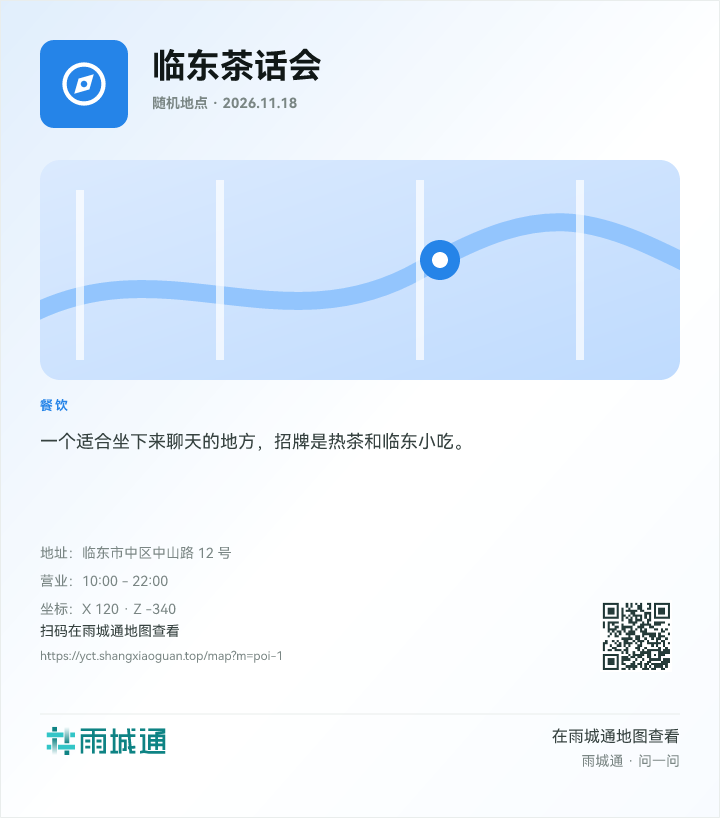 临东茶话会
随机地点 · 2026.11.18
餐饮
一个适合坐下来聊天的地方，招牌是热茶和临东小吃。
地址：临东市中区中山路 12 号
营业：10:00 - 22:00
坐标：X 120 · Z -340
扫码在雨城通地图查看
https://yct.shangxiaoguan.top/map?m=poi-1
雨城通
在雨城通地图查看
雨城通 · 问一问